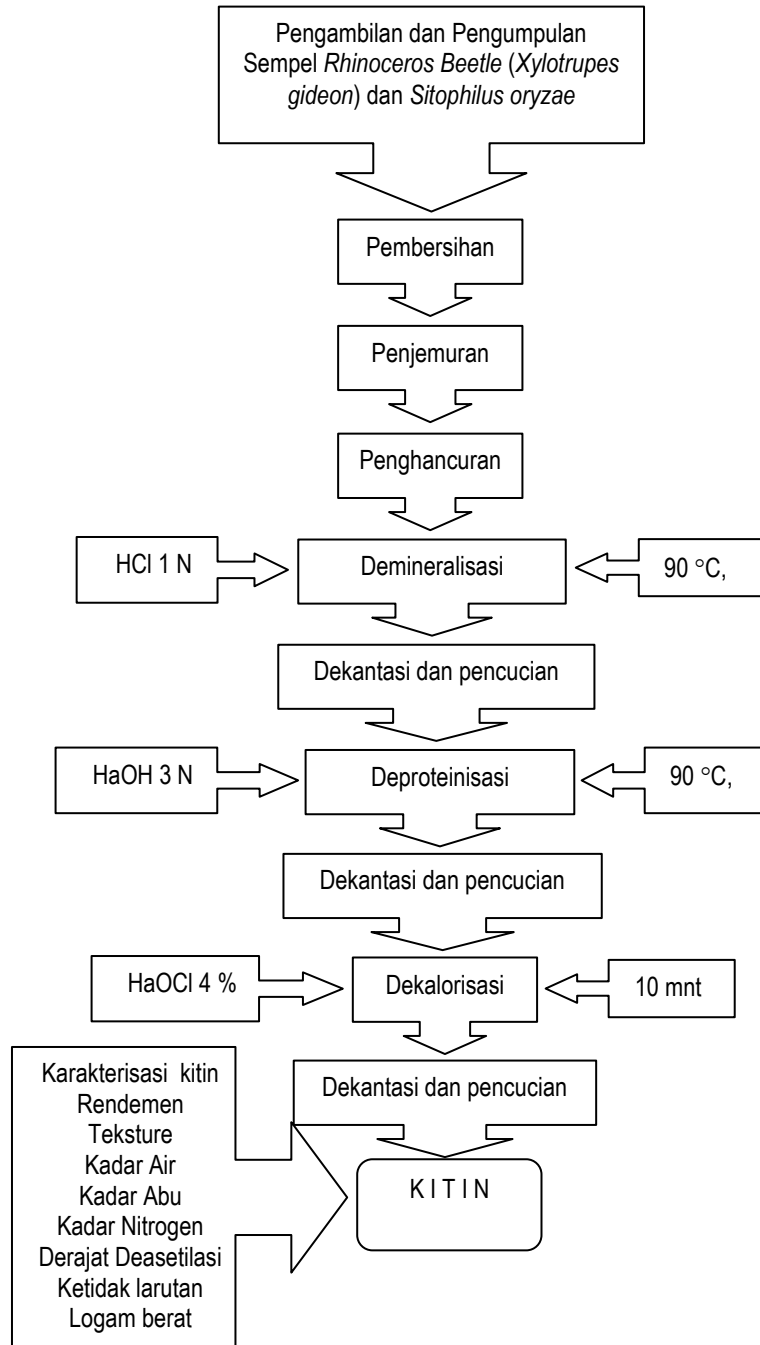 Pengambilan dan Pengumpulan
Sempel Rhinoceros Beetle (Xylotrupes
gideon) dan Sitophilus oryzae
Pembersihan
Penjemuran
Penghancuran
HCl 1 N
Demineralisasi
90 °C,
Dekantasi dan pencucian
HaOH 3 N
Deproteinisasi
90 °C,
Dekantasi dan pencucian
HaOCl 4 %
Dekalorisasi
10 mnt
Dekantasi dan pencucian
Karakterisasi kitin
Rendemen
Teksture
Kadar Air
Kadar Abu
Kadar Nitrogen
Derajat Deasetilasi
Ketidak larutan
Logam berat
K I T I N